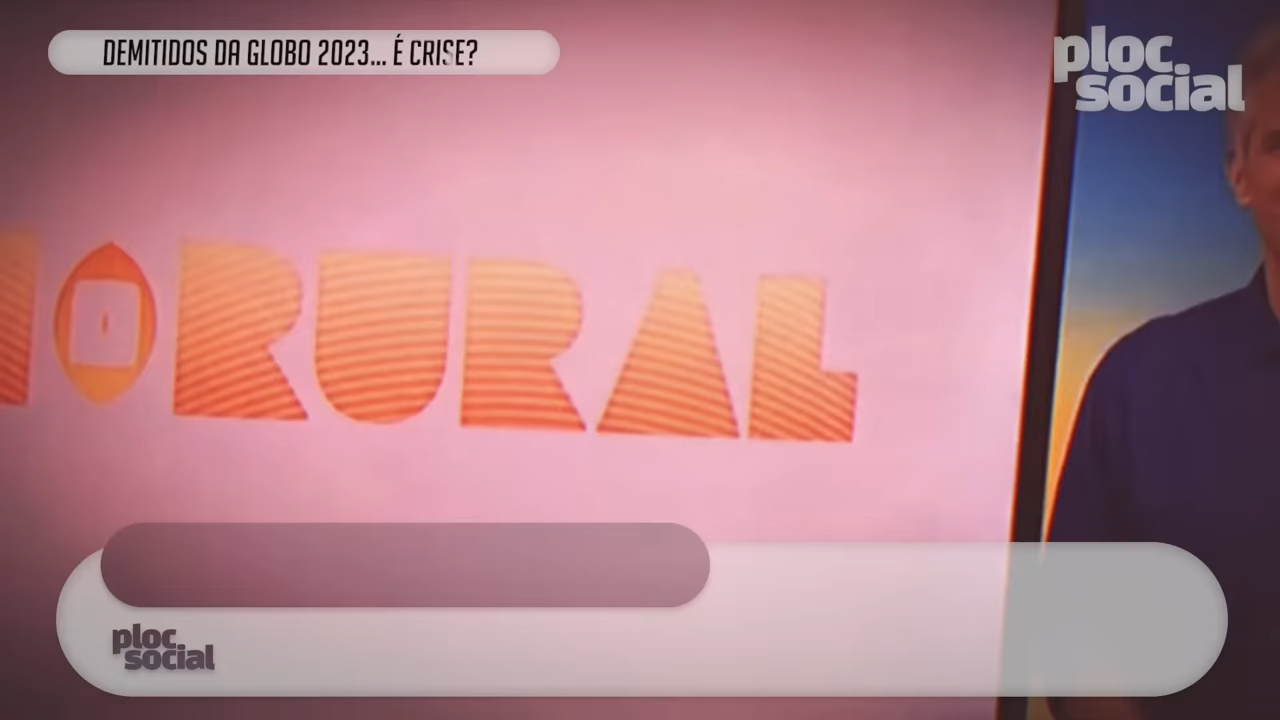 DEMITIDOS DA GLOBO 2023... É CRISE?
ploc
social
RURAL
ploc
social